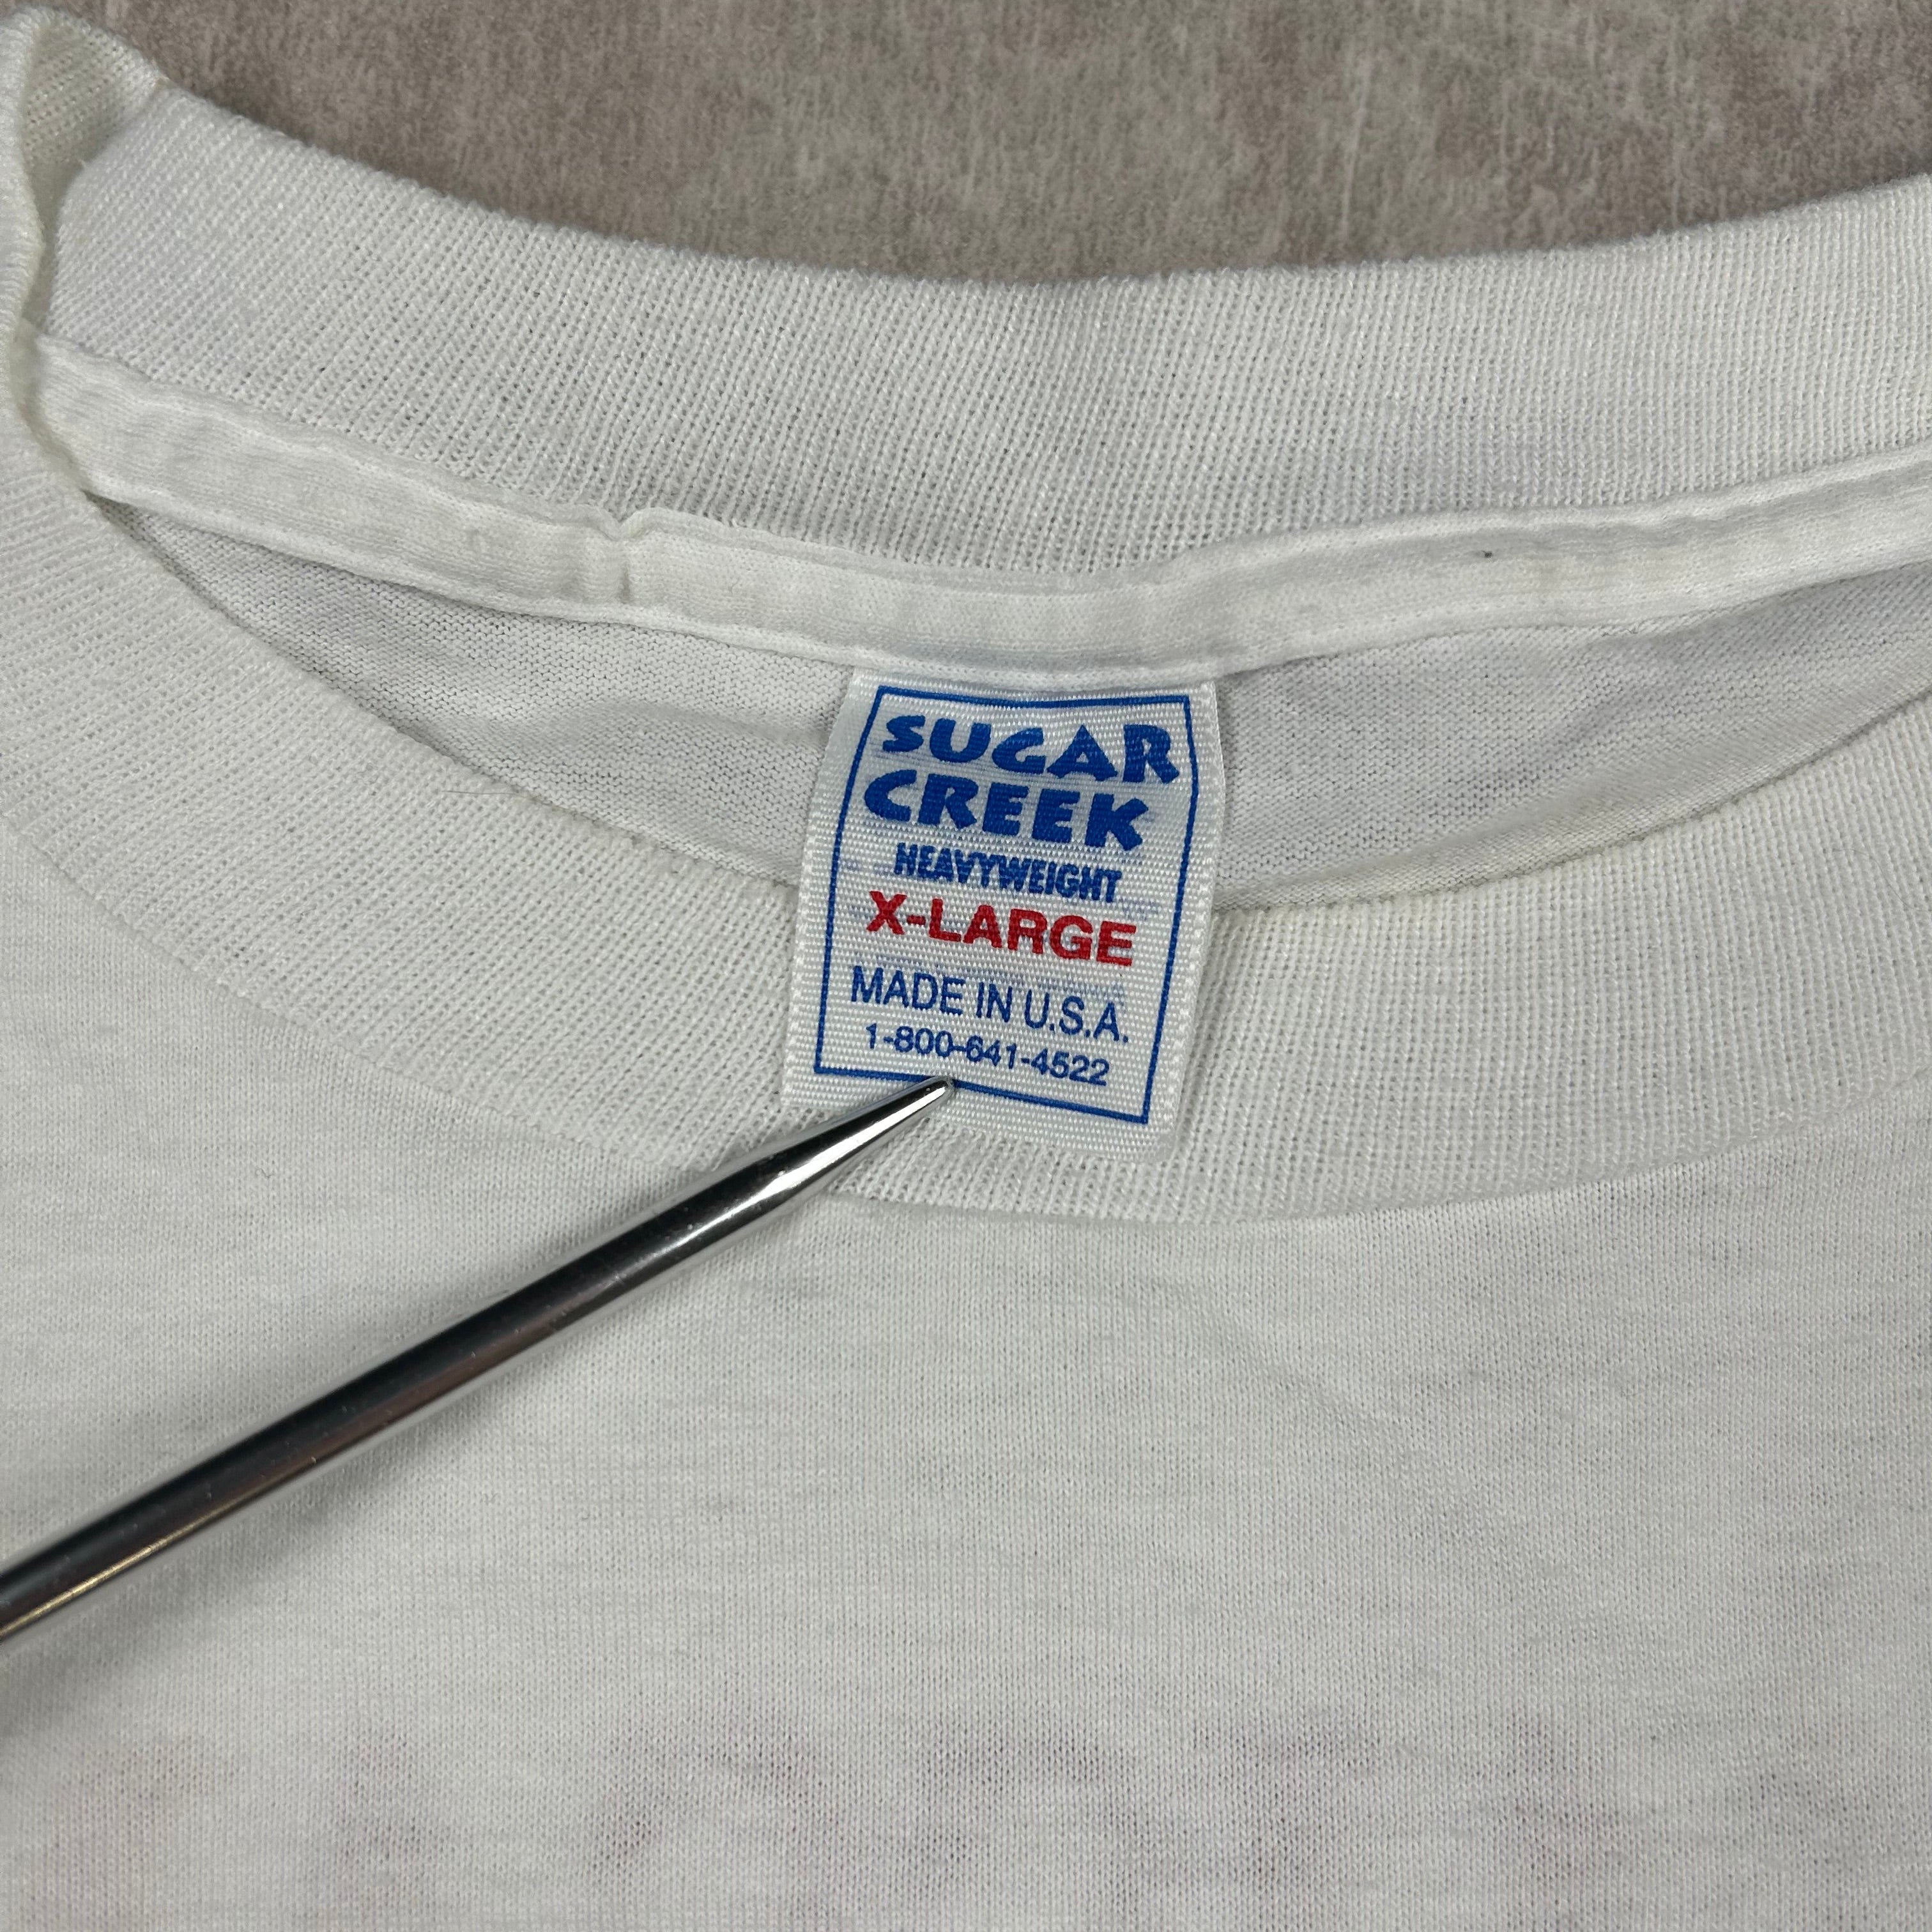 SUGAR
CREEK
HEAVYWEIGHT
X-LARGE
MADE IN U.S.A.
1-800-641-4522